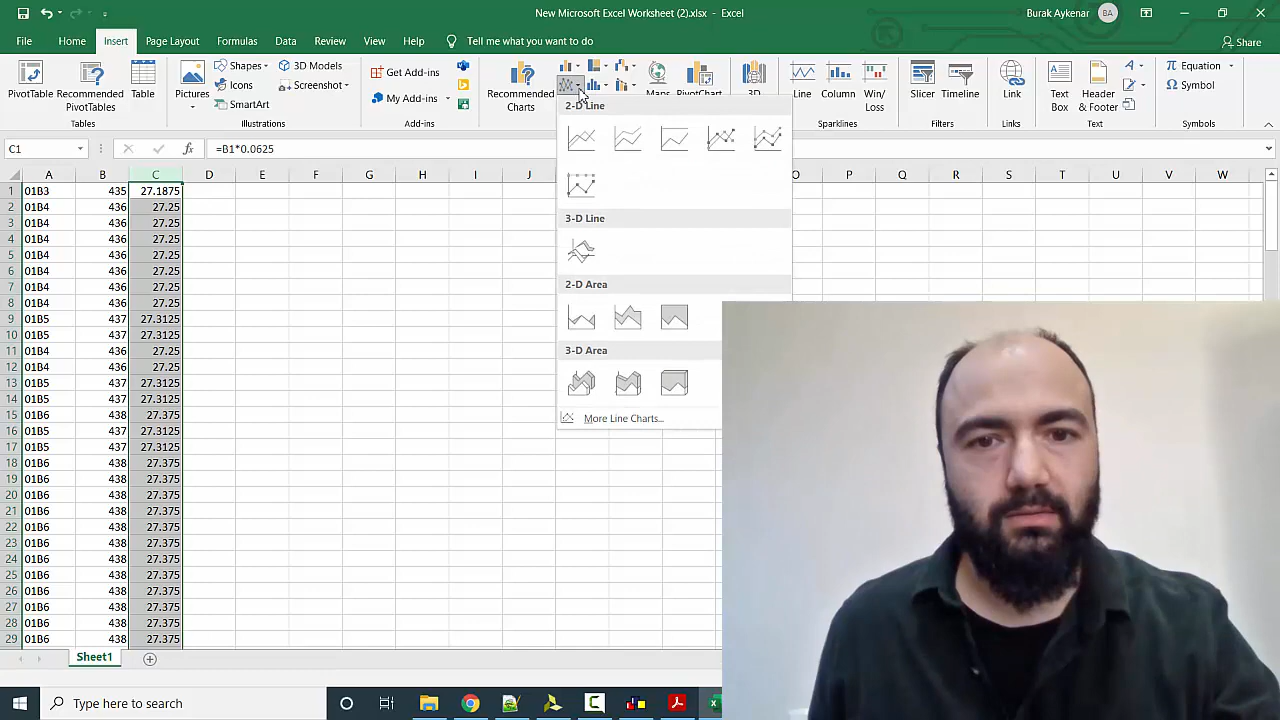 New Microsoft Excel Worksheet (2).xlsx - Excel
Burak Aykenar BA
File Home Insert Page Layout Formulas Data Review View Help Tell me what you want to do Share
PivotTable Recommended PivotTables Table
Pictures Shapes Icons SmartArt 3D Models
Get Add-ins My Add-ins
Recommended Charts Maps PivotChart 3D
Line Column Win/ Loss
Slicer Timeline
Text Box Header & Footer
Equation Symbol
Tables Illustrations Add-ins Sparklines Filters Text Symbols
C1 fx =B1*0.0625
A B C D E F G H I J O P Q R S T U V W
1 01B3 435 27.1875
2 01B4 436 27.25
3 01B4 436 27.25
4 01B4 436 27.25
5 01B4 436 27.25
6 01B4 436 27.25
7 01B4 436 27.25
8 01B4 436 27.25
9 01B5 437 27.3125
10 01B5 437 27.3125
11 01B4 436 27.25
12 01B4 436 27.25
13 01B5 437 27.3125
14 01B5 437 27.3125
15 01B6 438 27.375
16 01B5 437 27.3125
17 01B5 437 27.3125
18 01B6 438 27.375
19 01B6 438 27.375
20 01B6 438 27.375
21 01B6 438 27.375
22 01B6 438 27.375
23 01B6 438 27.375
24 01B6 438 27.375
25 01B6 438 27.375
26 01B6 438 27.375
27 01B6 438 27.375
28 01B6 438 27.375
29 01B6 438 27.375
2-D Line
3-D Line
2-D Area
3-D Area
More Line Charts...
Sheet1
Type here to search